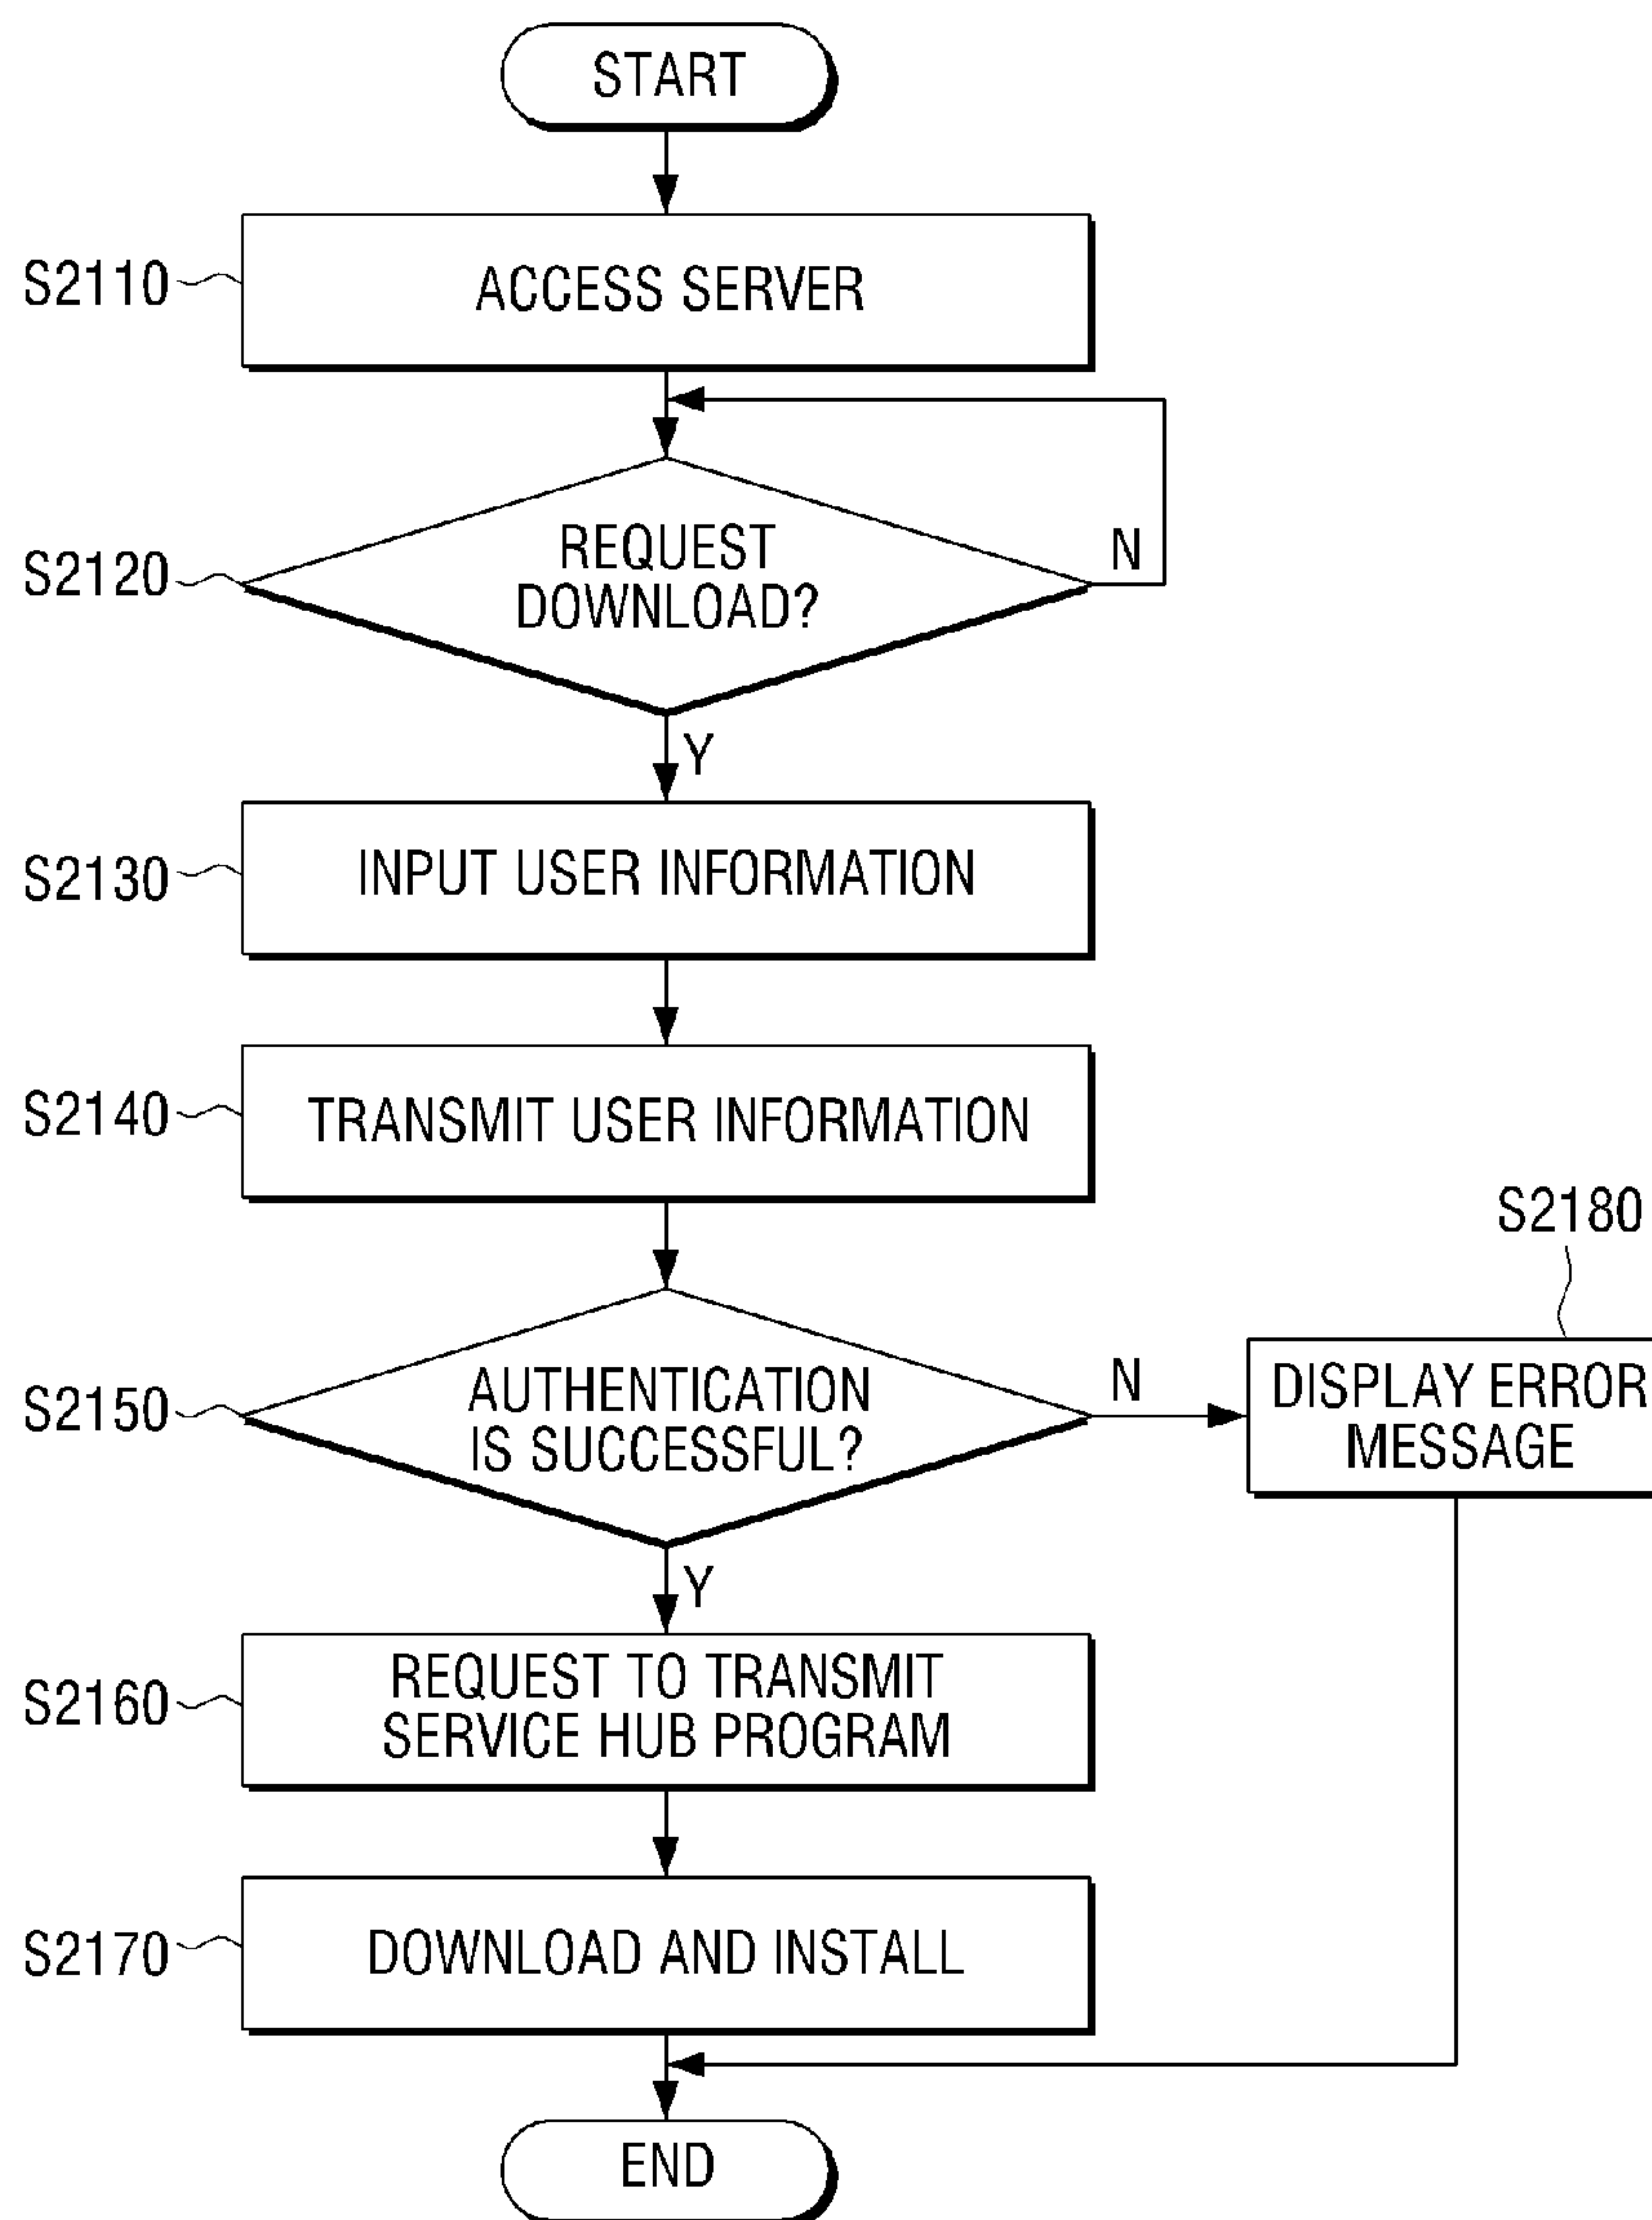 START
S2110
ACCESS SERVER
S2120
REQUEST
DOWNLOAD?
N
Y
S2130
INPUT USER INFORMATION
S2140
TRANSMIT USER INFORMATION
S2150
AUTHENTICATION
IS SUCCESSFUL?
N
S2180
DISPLAY ERROR
MESSAGE
Y
S2160
REQUEST TO TRANSMIT
SERVICE HUB PROGRAM
S2170
DOWNLOAD AND INSTALL
END